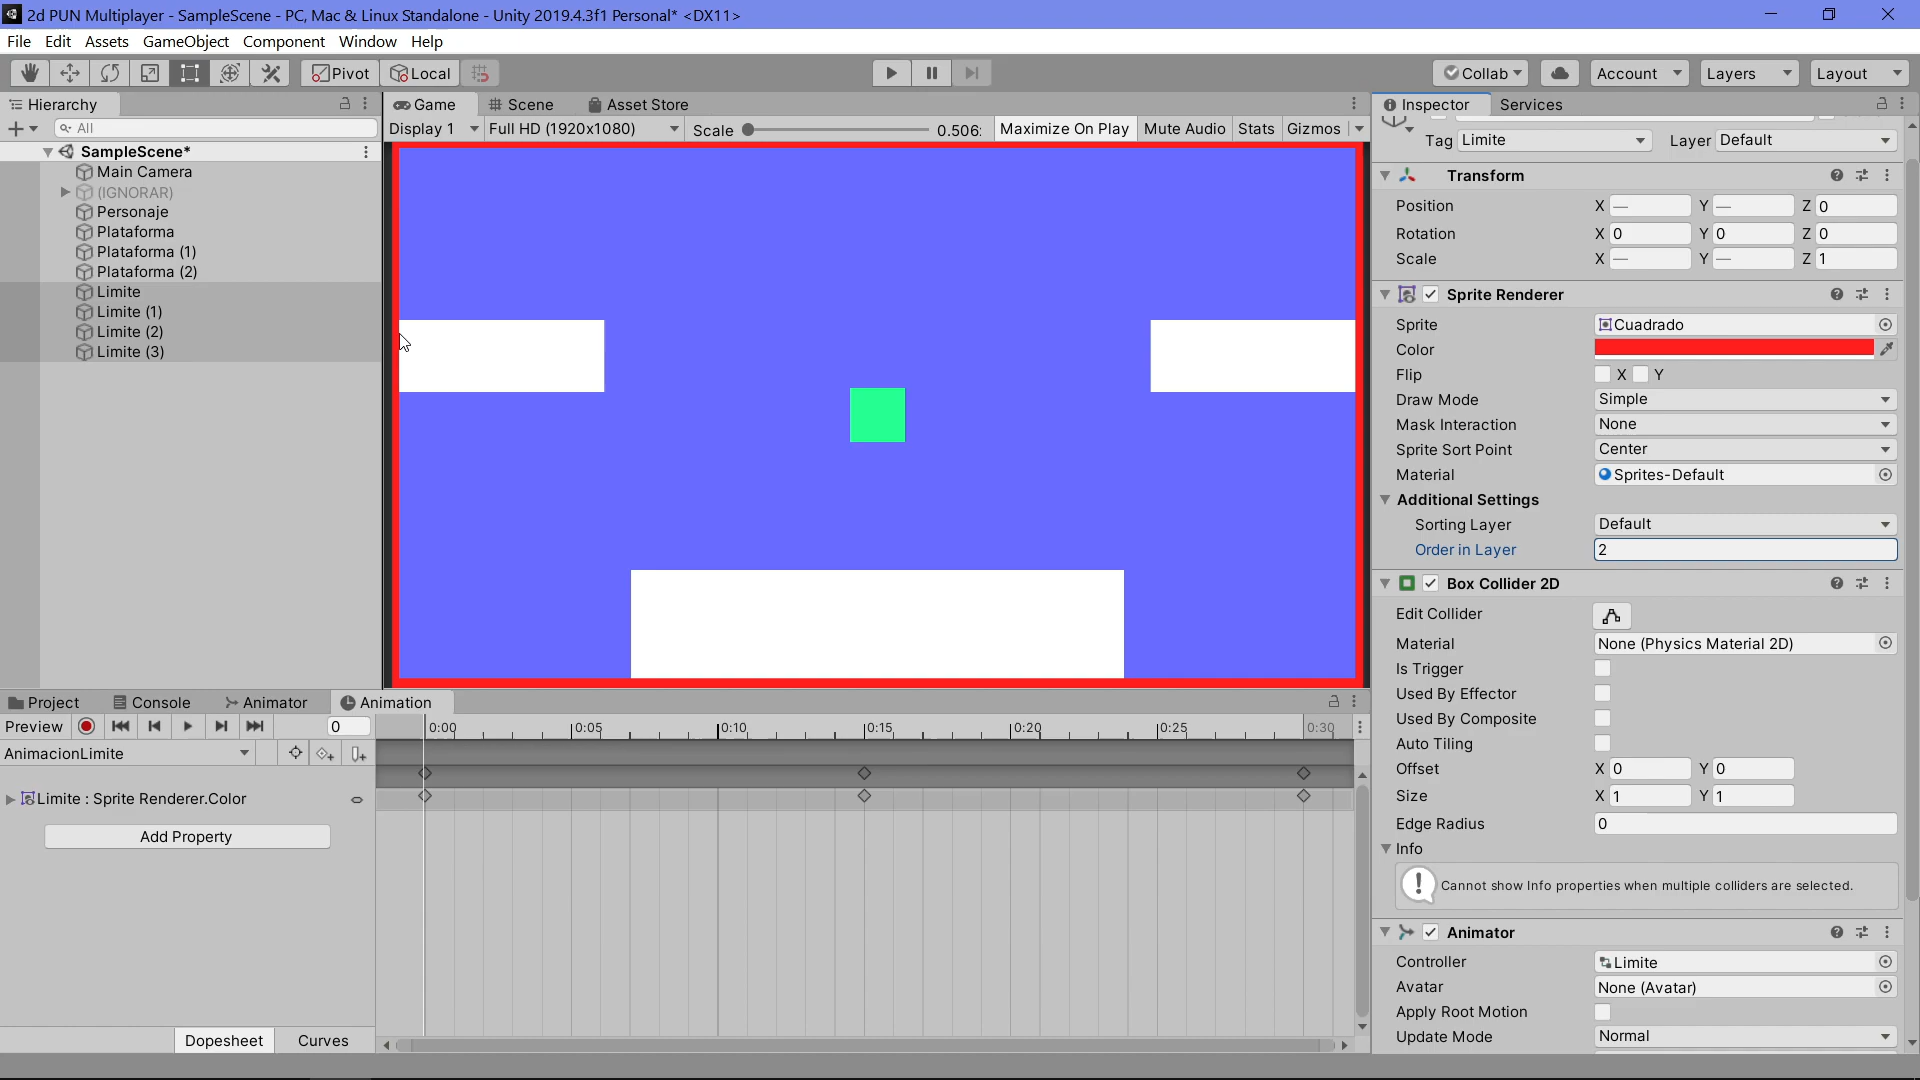 2d PUN Multiplayer - SampleScene - PC, Mac & Linux Standalone - Unity 2019.4.3f1 Personal* <DX11>
File Edit Assets GameObject Component Window Help
Pivot Local Collab Account Layers Layout
Hierarchy
All
SampleScene*
Main Camera
(IGNORAR)
Personaje
Plataforma
Plataforma (1)
Plataforma (2)
Limite
Limite (1)
Limite (2)
Limite (3)
Game Scene Asset Store
Display 1 Full HD (1920x1080) Scale 0.506: Maximize On Play Mute Audio Stats Gizmos
Inspector Services
Tag Limite Layer Default
Transform
Position X — Y — Z 0
Rotation X 0 Y 0 Z 0
Scale X — Y — Z 1
Sprite Renderer
Sprite Cuadrado
Color
Flip X Y
Draw Mode Simple
Mask Interaction None
Sprite Sort Point Center
Material Sprites-Default
Additional Settings
Sorting Layer Default
Order in Layer 2
Box Collider 2D
Edit Collider
Material None (Physics Material 2D)
Is Trigger
Used By Effector
Used By Composite
Auto Tiling
Offset X 0 Y 0
Size X 1 Y 1
Edge Radius 0
Info
Cannot show Info properties when multiple colliders are selected.
Animator
Controller Limite
Avatar None (Avatar)
Apply Root Motion
Update Mode Normal
Project Console Animator Animation
Preview 0 0:00 0:05 0:10 0:15 0:20 0:25 0:30
AnimacionLimite
Limite : Sprite Renderer.Color
Add Property
Dopesheet Curves